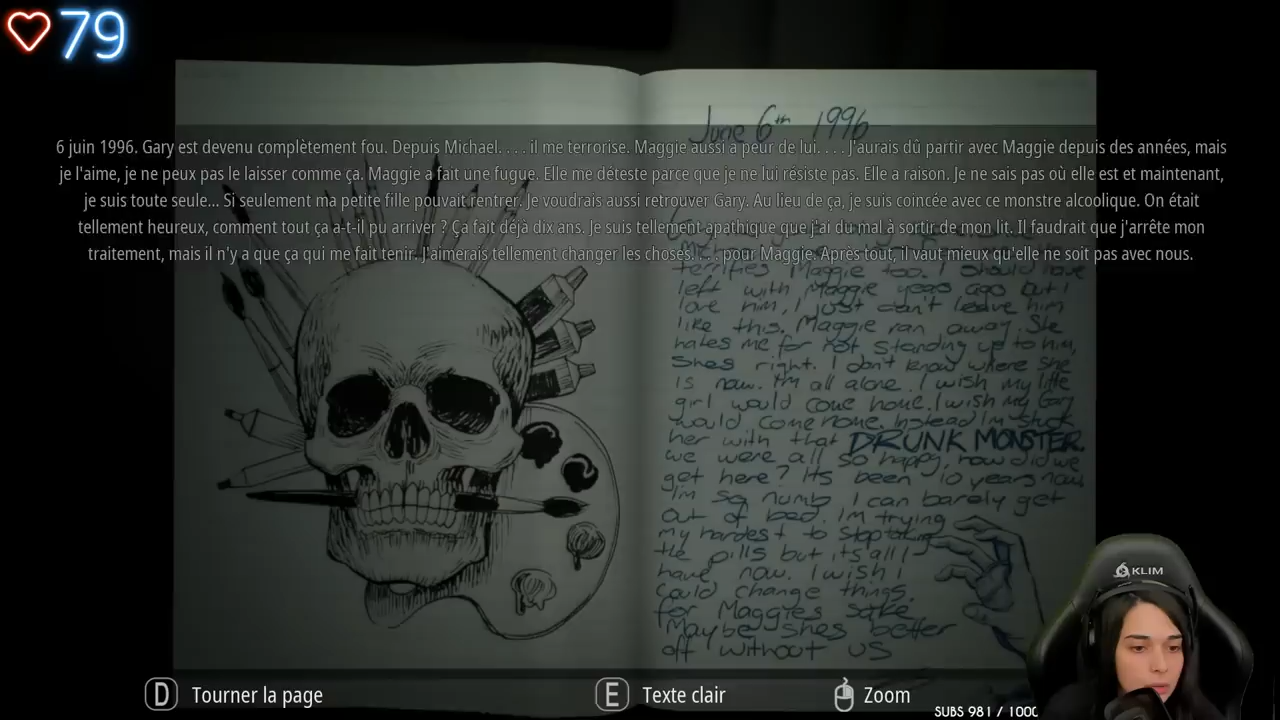 79
June 6th 1996
6 juin 1996. Gary est devenu complètement fou. Depuis Michael. . . . il me terrorise. Maggie aussi a peur de lui. . . . J'aurais dû partir avec Maggie depuis des années, mais
je l'aime, je ne peux pas le laisser comme ça. Maggie a fait une fugue. Elle me déteste parce que je ne lui résiste pas. Elle a raison. Je ne sais pas où elle est et maintenant,
je suis toute seule... Si seulement ma petite fille pouvait rentrer. Je voudrais aussi retrouver Gary. Au lieu de ça, je suis coincée avec ce monstre alcoolique. On était
tellement heureux, comment tout ça a-t-il pu arriver ? Ça fait déjà dix ans. Je suis tellement apathique que j'ai du mal à sortir de mon lit. Il faudrait que j'arrête mon
traitement, mais il n'y a que ça qui me fait tenir. J'aimerais tellement changer les choses. . . . pour Maggie. Après tout, il vaut mieux qu'elle ne soit pas avec nous.
terrifies Maggie too. I should have
left with Maggie years ago but I
love him, I just can't leave him
like this. Maggie ran away. She
hates me for not standing up to him,
shes right. I don't know where she
is now. I'm all alone. I wish my little
girl would come home. I wish my Gary
would come home. Instead I'm stuck
her with that DRUNK MONSTER.
we were all so happy, how did we
get here? Its been 10 years now
I'm so numb I can barely get
out of bed. I'm trying
my hardest to stop taking
the pills but its all I
have now. I wish I
could change things.
for Maggies sake
Maybe shes better
off without us
KLIM
D Tourner la page
E Texte clair
Zoom
SUBS 981 / 1000